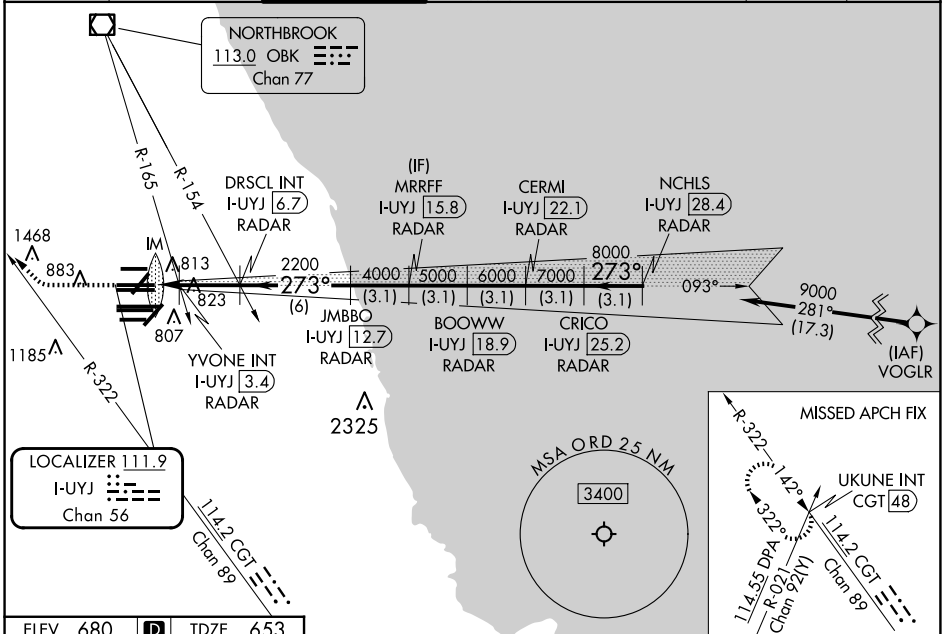 NORTHBROOK
113.0 OBK
Chan 77
R-165
R-154
DRSCL INT
I-UYJ 6.7
RADAR
(IF)
MRRFF
I-UYJ 15.8
RADAR
CERMI
I-UYJ 22.1
RADAR
NCHLS
I-UYJ 28.4
RADAR
1468
883
IM
813
823
807
2200
273°
(6)
4000
(3.1)
5000
(3.1)
6000
(3.1)
7000
(3.1)
8000
273°
(3.1)
093°
9000
281°
(17.3)
(IAF)
VOGLR
1185
R-322
YVONE INT
I-UYJ 3.4
RADAR
JMBBO
I-UYJ 12.7
RADAR
BOOWW
I-UYJ 18.9
RADAR
CRICO
I-UYJ 25.2
RADAR
2325
LOCALIZER 111.9
I-UYJ
Chan 56
114.2 CGT
Chan 89
MSA ORD 25 NM
3400
MISSED APCH FIX
R-322
142°
322°
UKUNE INT
CGT 48
114.55 DPA
R-021
Chan 92(Y)
114.2 CGT
Chan 89
ELEV 680 D TDZE 653